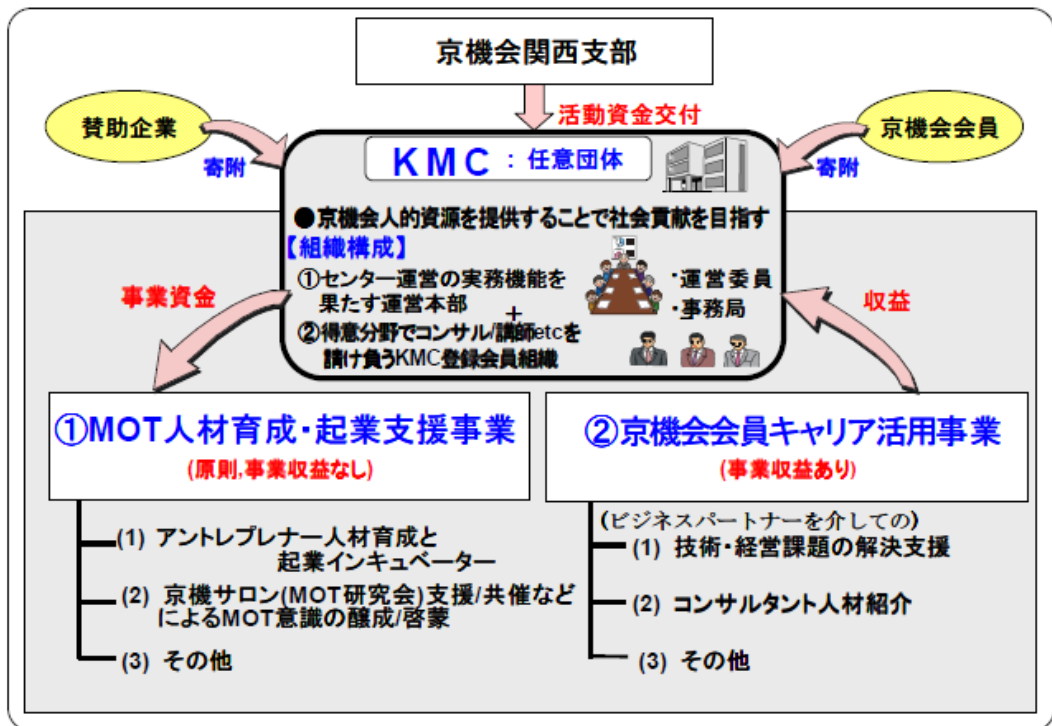 京機会関西支部
活動資金交付
賛助企業
寄附
京機会会員
寄附
KMC : 任意団体
●京機会人的資源を提供することで社会貢献を目指す
【組織構成】
①センター運営の実務機能を
果たす運営本部
+
②得意分野でコンサル/講師etcを
請け負うKMC登録会員組織
・運営委員
・事務局
事業資金
収益
①MOT人材育成・起業支援事業
(原則,事業収益なし)
(1) アントレプレナー人材育成と
起業インキュベーター
(2) 京機サロン(MOT研究会)支援/共催など
によるMOT意識の醸成/啓蒙
(3) その他
②京機会会員キャリア活用事業
(事業収益あり)
(ビジネスパートナーを介しての)
(1) 技術・経営課題の解決支援
(2) コンサルタント人材紹介
(3) その他